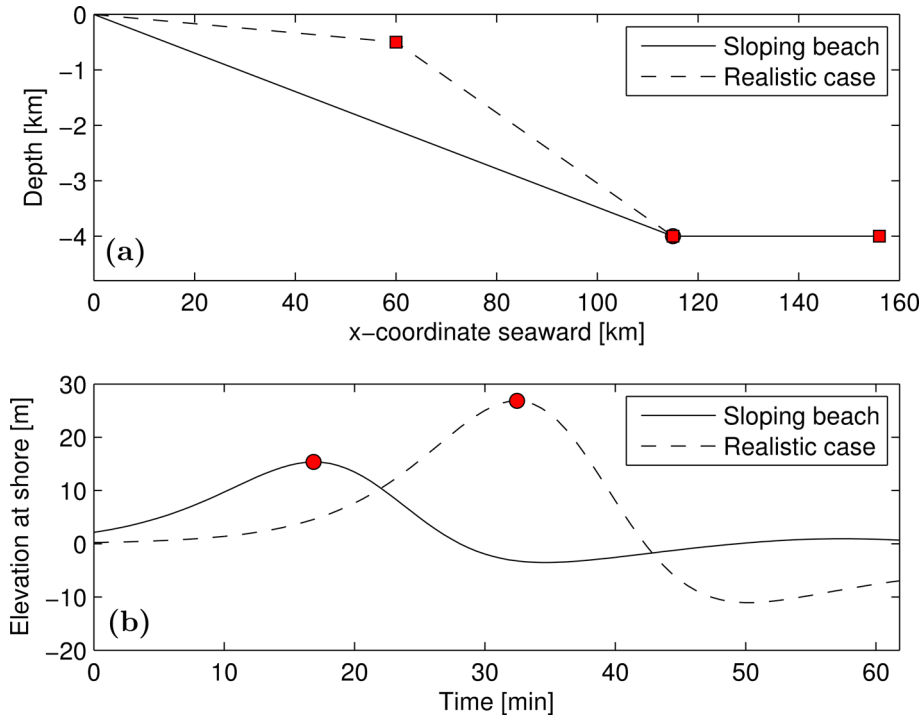 0
−1
−2
−3
−4
Depth [km]
Sloping beach
Realistic case
(a)
0 20 40 60 80 100 120 140 160
x−coordinate seaward [km]
30
20
10
0
−10
−20
Elevation at shore [m]
Sloping beach
Realistic case
(b)
0 10 20 30 40 50 60
Time [min]